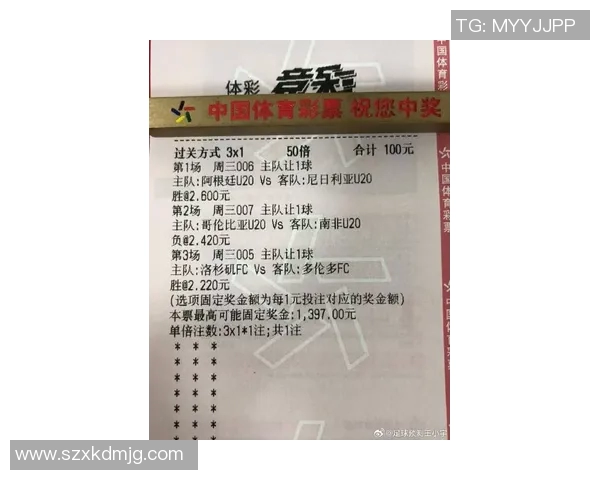 TG: MYYJJPP
体彩 竞彩
中国体育彩票 祝您中奖
过关方式 3x1 50倍 合计 100元
第1场 周三006 主队让1球
主队:阿根廷U20 Vs 客队:尼日利亚U20
胜@2.600元
第2场 周三007 主队让1球
主队:哥伦比亚U20 Vs 客队:南非U20
负@2.420元
第3场 周三005 主队让1球
主队:洛杉矶FC Vs 客队:多伦多FC
胜@2.220元
(选项固定奖金额为每1元投注对应的奖金额)
本票最高可能固定奖金:1,397.00元
单倍注数:3x1*1注;共1注
* * *
* * *
* * *
* * *
* * *
* * *
中国体育彩票
中国体育彩票
www.szxkdmjg.com